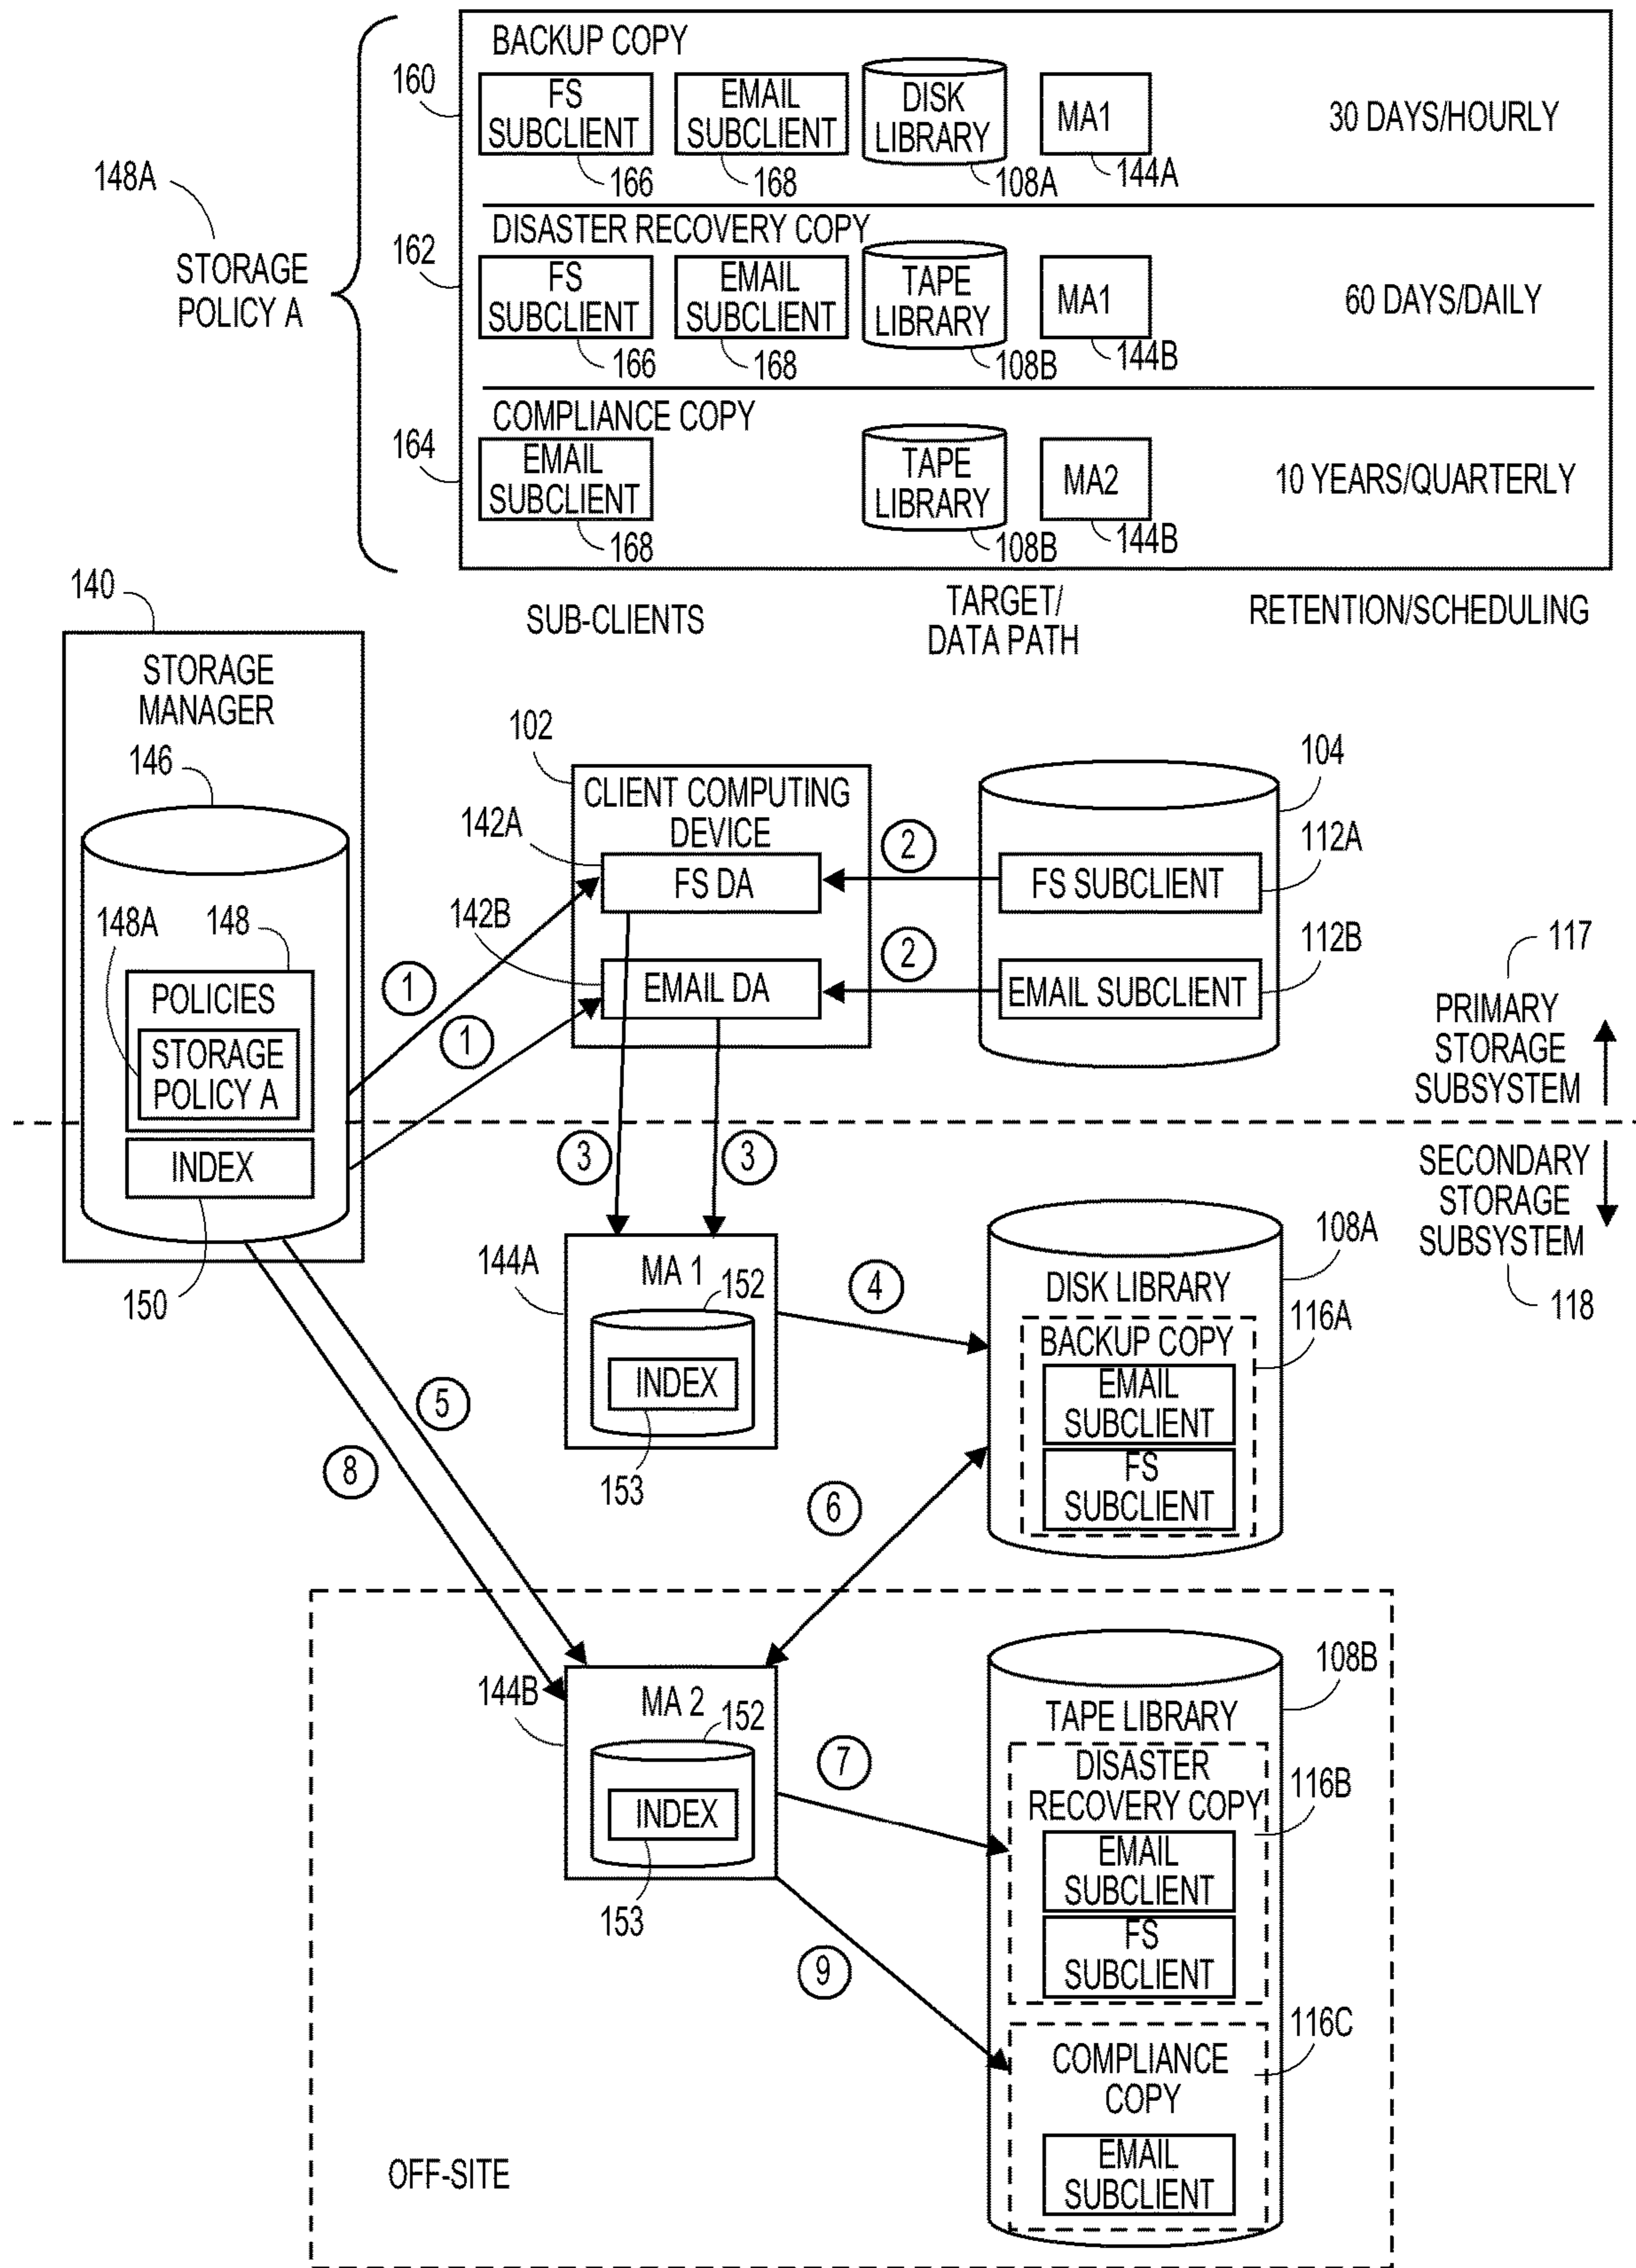 BACKUP COPY
160
FS
SUBCLIENT
166
EMAIL
SUBCLIENT
168
DISK
LIBRARY
108A
MA1
144A
30 DAYS/HOURLY
148A
STORAGE
POLICY A
DISASTER RECOVERY COPY
162
FS
SUBCLIENT
166
EMAIL
SUBCLIENT
168
TAPE
LIBRARY
108B
MA1
144B
60 DAYS/DAILY
COMPLIANCE COPY
164
EMAIL
SUBCLIENT
168
TAPE
LIBRARY
108B
MA2
144B
10 YEARS/QUARTERLY
SUB-CLIENTS
TARGET/
DATA PATH
RETENTION/SCHEDULING
140
STORAGE
MANAGER
146
148A
148
POLICIES
STORAGE
POLICY A
INDEX
150
1
1
102
CLIENT COMPUTING
DEVICE
142A
FS DA
142B
EMAIL DA
2
2
104
FS SUBCLIENT
112A
EMAIL SUBCLIENT
112B
117
PRIMARY
STORAGE
SUBSYSTEM
SECONDARY
STORAGE
SUBSYSTEM
118
3
3
144A
MA 1
152
INDEX
153
4
108A
DISK LIBRARY
BACKUP COPY
116A
EMAIL
SUBCLIENT
FS
SUBCLIENT
5
8
6
144B
MA 2
152
INDEX
153
7
9
108B
TAPE LIBRARY
DISASTER
RECOVERY COPY
116B
EMAIL
SUBCLIENT
FS
SUBCLIENT
116C
COMPLIANCE
COPY
EMAIL
SUBCLIENT
OFF-SITE